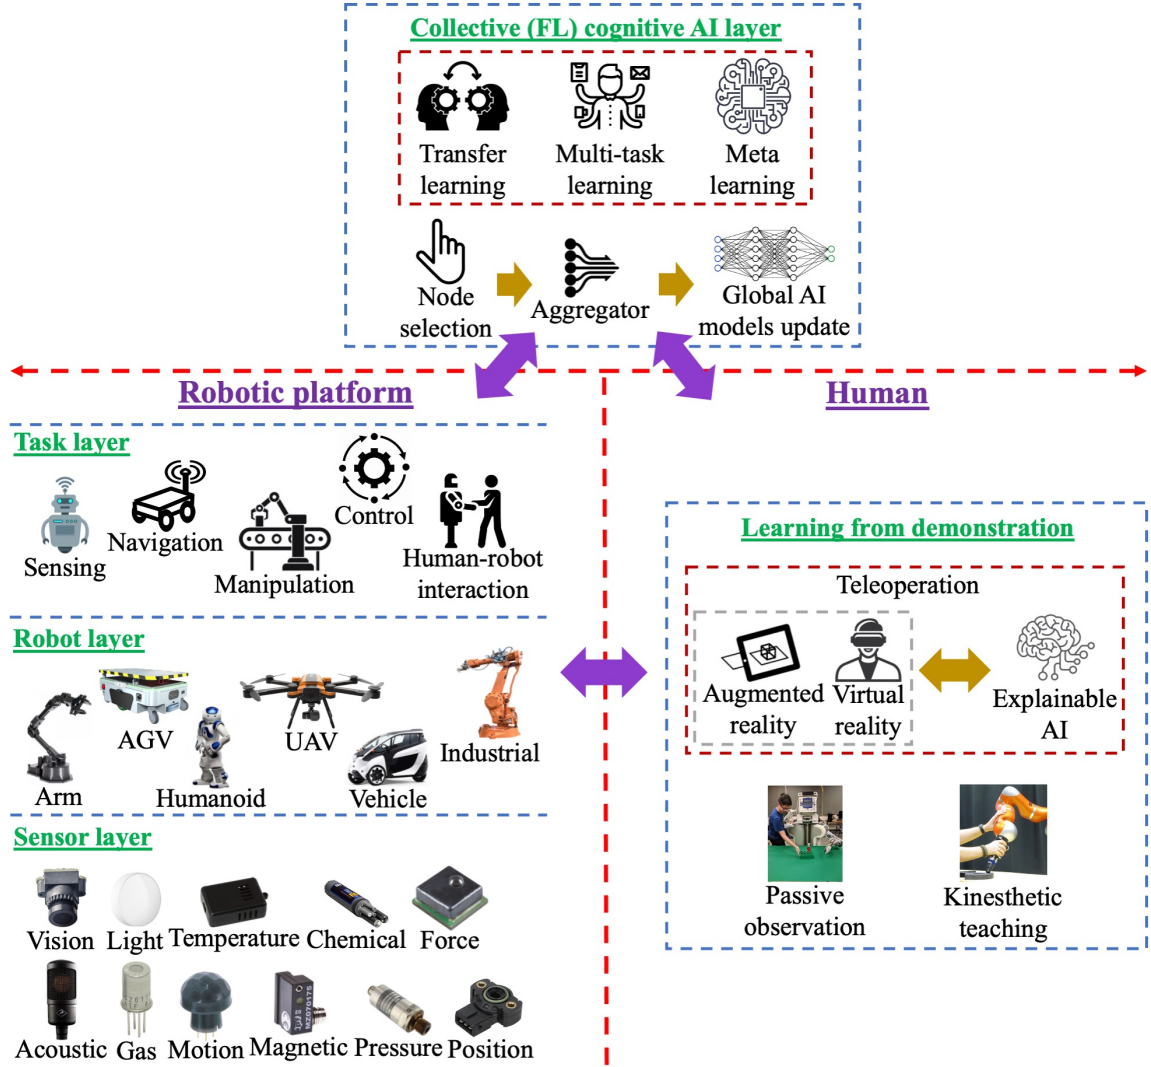 Collective (FL) cognitive AI layer
Transfer
learning
Multi-task
learning
Meta
learning
Node
selection
Aggregator
Global AI
models update
Robotic platform
Human
Task layer
Sensing
Navigation
Manipulation
Control
Human-robot
interaction
Robot layer
Arm
AGV
Humanoid
UAV
Vehicle
Industrial
Sensor layer
Vision
Light
Temperature
Chemical
Force
Acoustic
Gas
Motion
Magnetic
Pressure
Position
Learning from demonstration
Teleoperation
Augmented
reality
Virtual
reality
Explainable
AI
Passive
observation
Kinesthetic
teaching